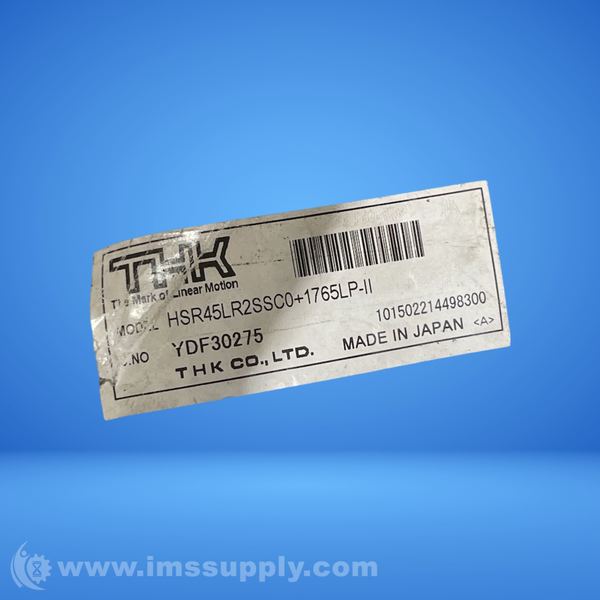 THK
The Mark of Linear Motion
MODEL HSR45LR2SSC0+1765LP-II
101502214498300
.NO YDF30275
MADE IN JAPAN <A>
THK CO., LTD.
www.imssupply.com